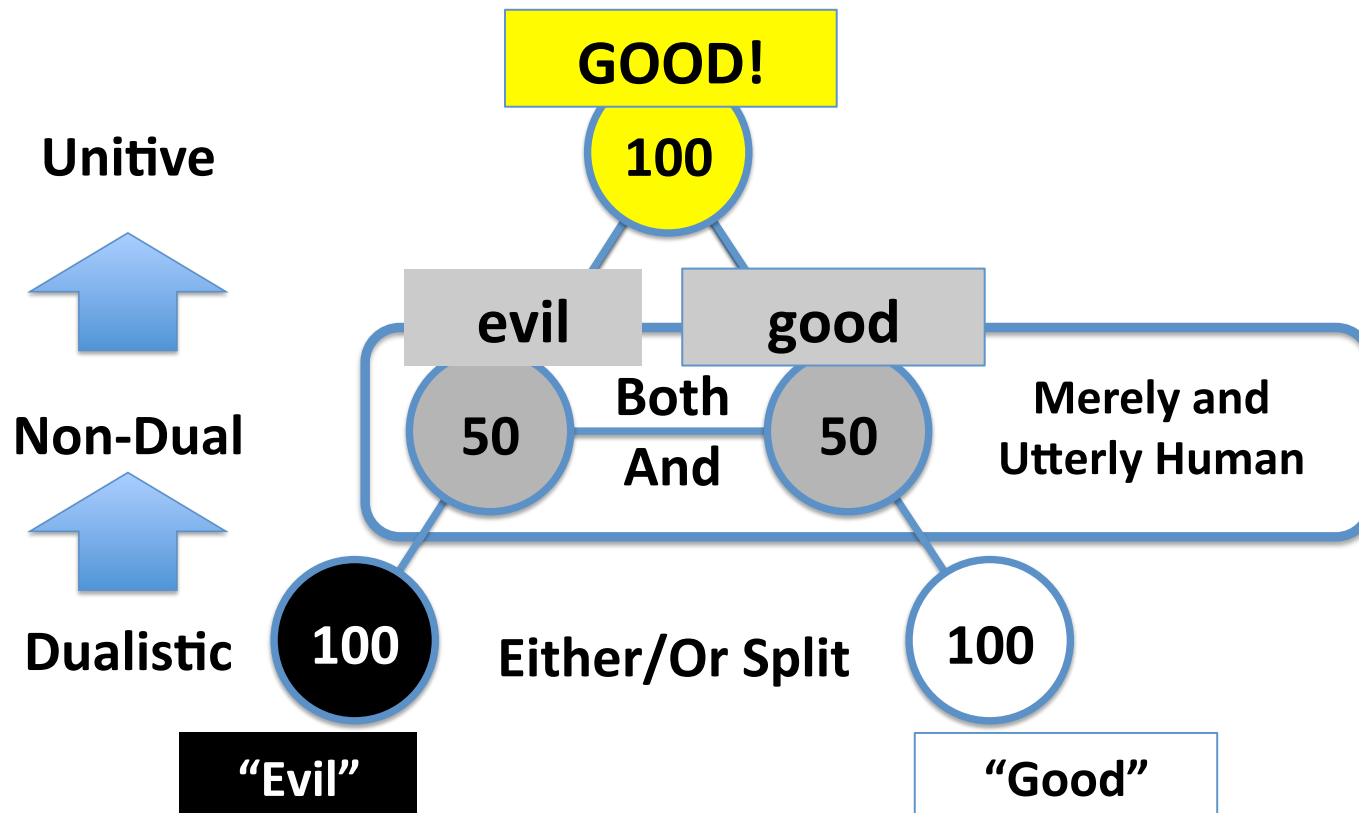 GOOD!
100
Unitive
evil
good
50
Both
And
50
Merely and
Utterly Human
Non-Dual
Dualistic
100
Either/Or Split
100
“Evil”
“Good”